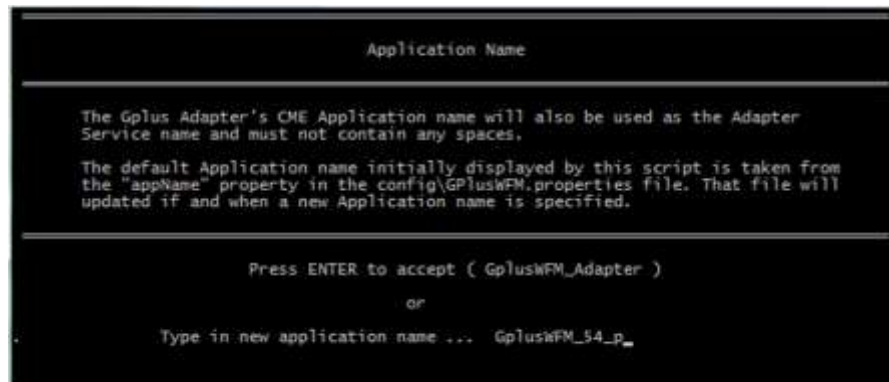 Application Name
The Gplus Adapter's CME Application name will also be used as the Adapter
Service name and must not contain any spaces.
The default Application name initially displayed by this script is taken from
the "appName" property in the config\GPlusWFM.properties file. That file will
updated if and when a new Application name is specified.
Press ENTER to accept ( GplusWFM_Adapter )
or
Type in new application name ... GplusWFM_54_p_